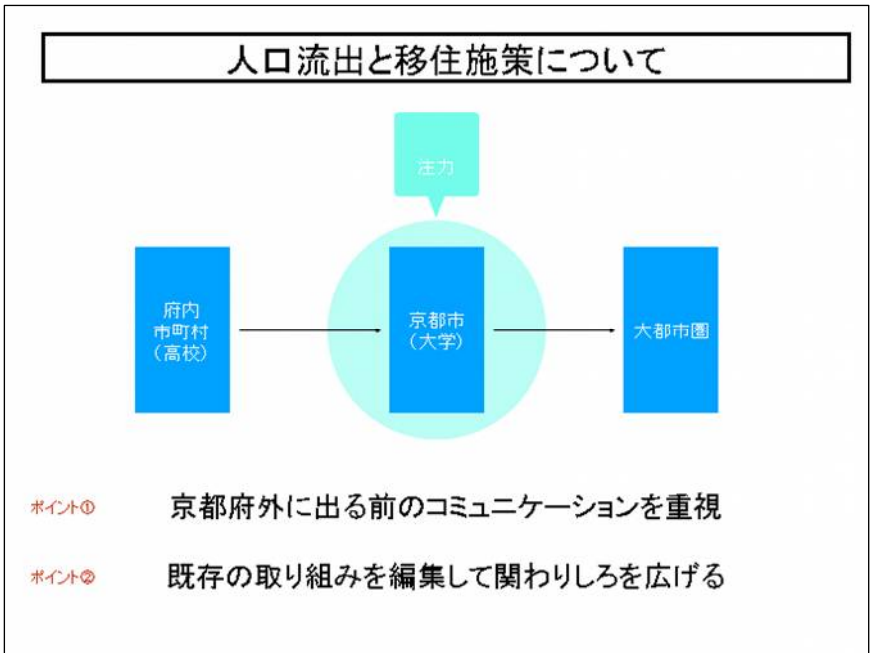 人口流出と移住施策について
注力
府内
市町村
（高校）
京都市
（大学）
大都市圏
ポイント① 京都府外に出る前のコミュニケーションを重視
ポイント② 既存の取り組みを編集して関わりしろを広げる